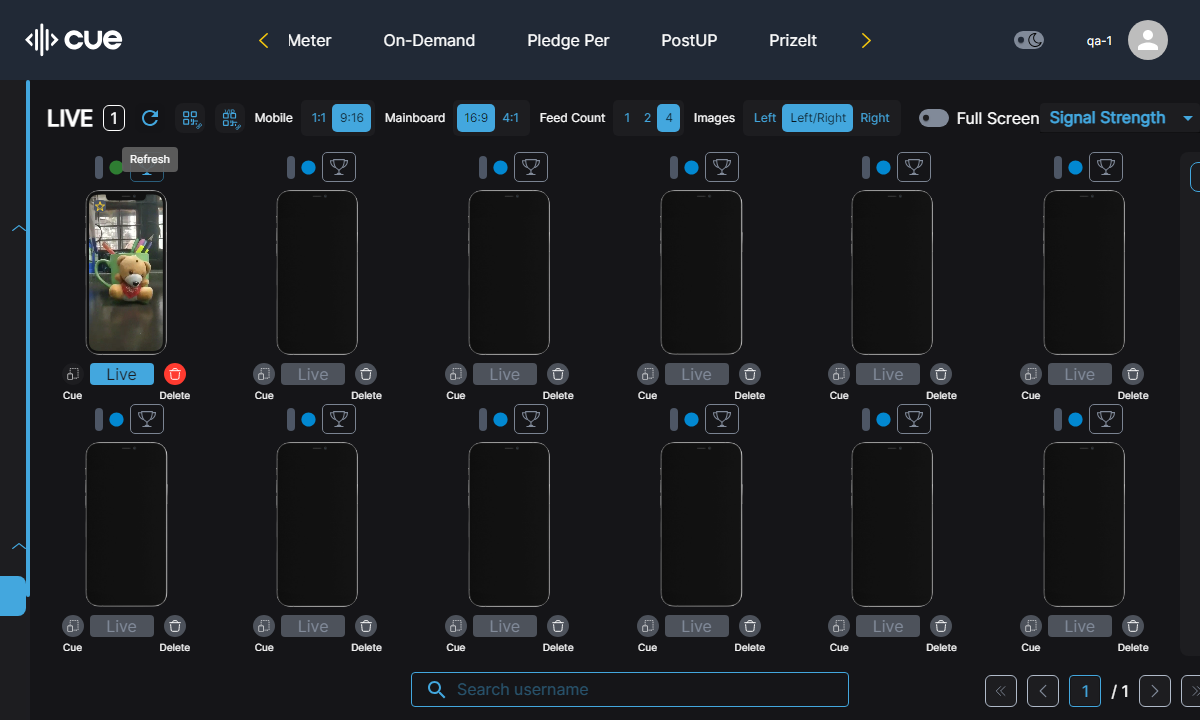 cue
Meter On-Demand Pledge Per PostUP PrizeIt
qa-1
LIVE 1 Mobile 1:1 9:16 Mainboard 16:9 4:1 Feed Count 1 2 4 Images Left Left/Right Right Full Screen Signal Strength
Refresh
Live Live Live Live Live Live
Cue Delete Cue Delete Cue Delete Cue Delete Cue Delete Cue Delete
Live Live Live Live Live Live
Cue Delete Cue Delete Cue Delete Cue Delete Cue Delete Cue Delete
Search username
1 / 1